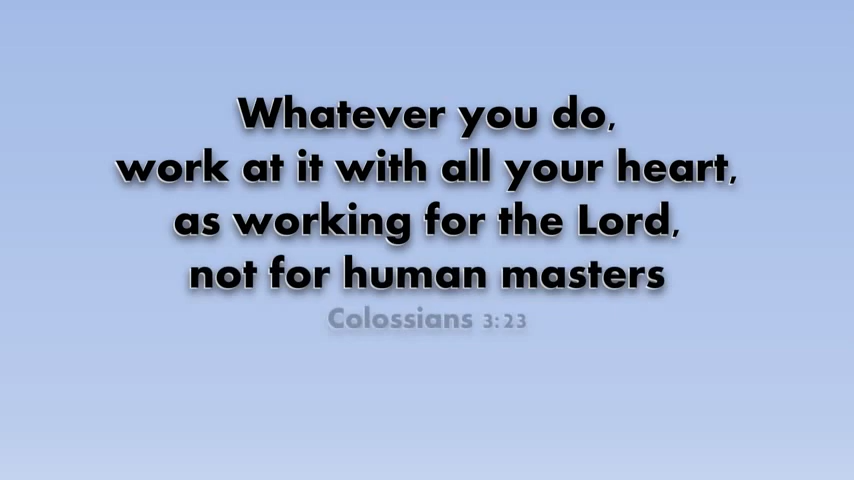 Whatever you do,
work at it with all your heart,
as working for the Lord,
not for human masters
Colossians 3:23